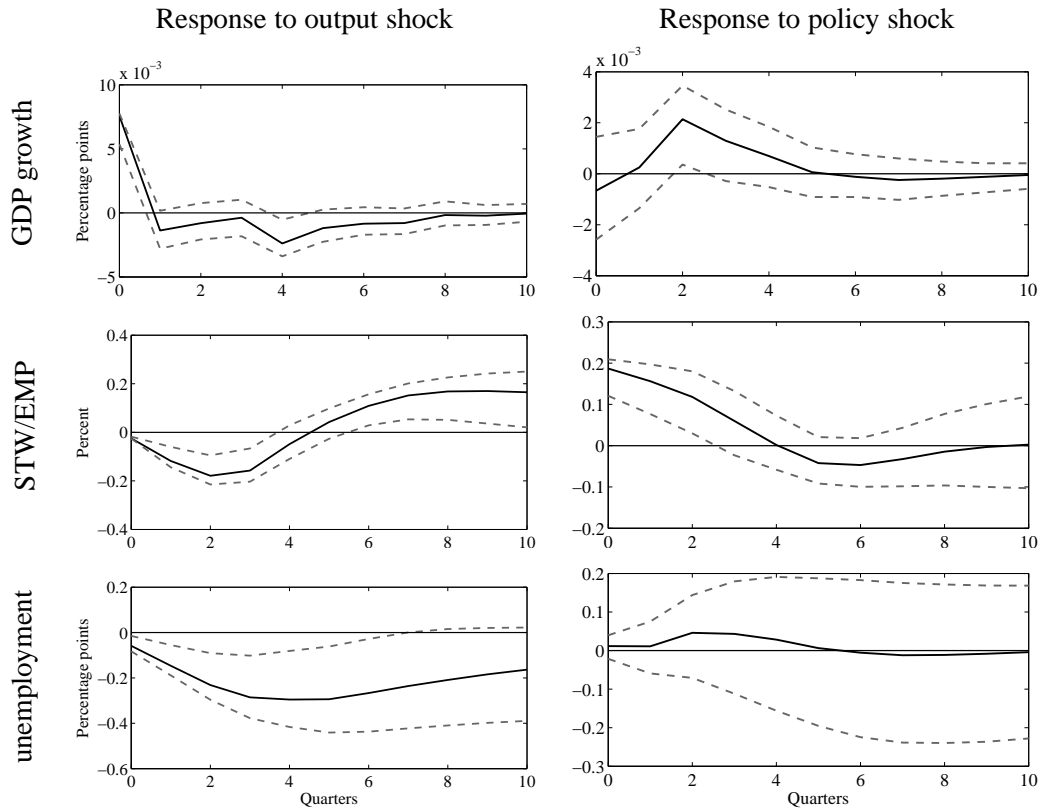 Response to output shock
Response to policy shock
GDP growth
Percentage points
x 10⁻³
10
5
0
−5
0 2 4 6 8 10
x 10⁻³
4
2
0
−2
−4
0 2 4 6 8 10
STW/EMP
Percent
0.4
0.2
0
−0.2
−0.4
0 2 4 6 8 10
0.3
0.2
0.1
0
−0.1
−0.2
0 2 4 6 8 10
unemployment
Percentage points
0.2
0
−0.2
−0.4
−0.6
0 2 4 6 8 10
Quarters
0.2
0.1
0
−0.1
−0.2
−0.3
0 2 4 6 8 10
Quarters